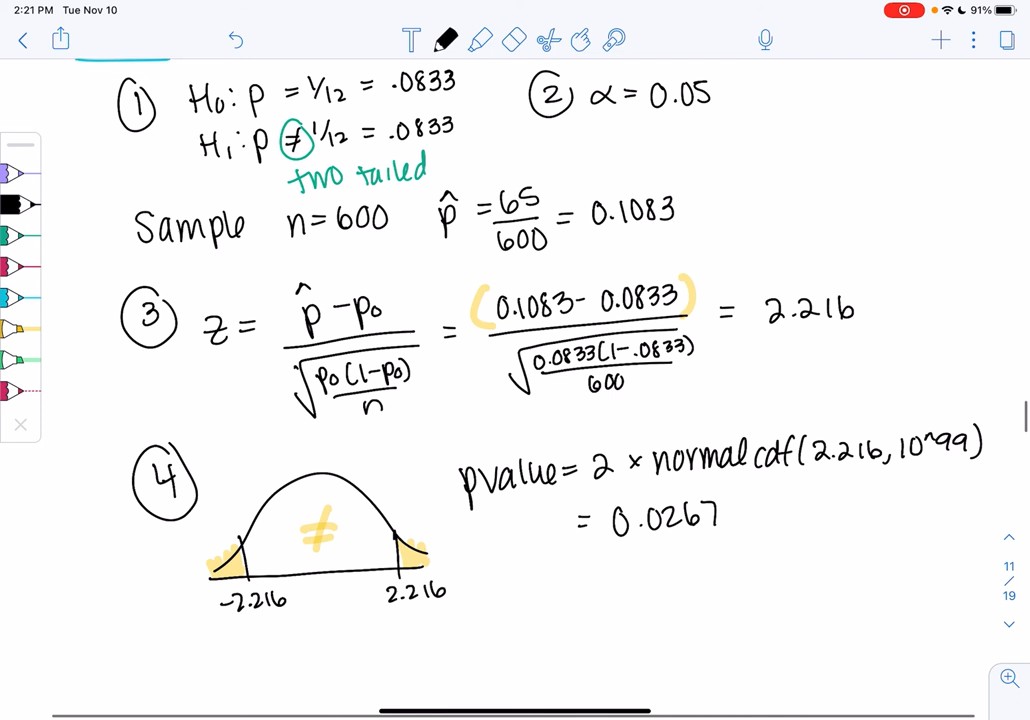 2:21 PM Tue Nov 10
91%
① H₀: p = 1/12 = .0833
② α = 0.05
H₁: p ≠ 1/12 = .0833
two tailed
Sample n = 600 p̂ = 65/600 = 0.1083
③ z = (p̂ - p₀)/√(p₀(1-p₀)/n) = (0.1083 - 0.0833)/√(0.0833(1-.0833)/600) = 2.216
④ pvalue = 2 × normalcdf(2.216, 10^99)
= 0.0267
≠
-2.216 2.216
11
/
19